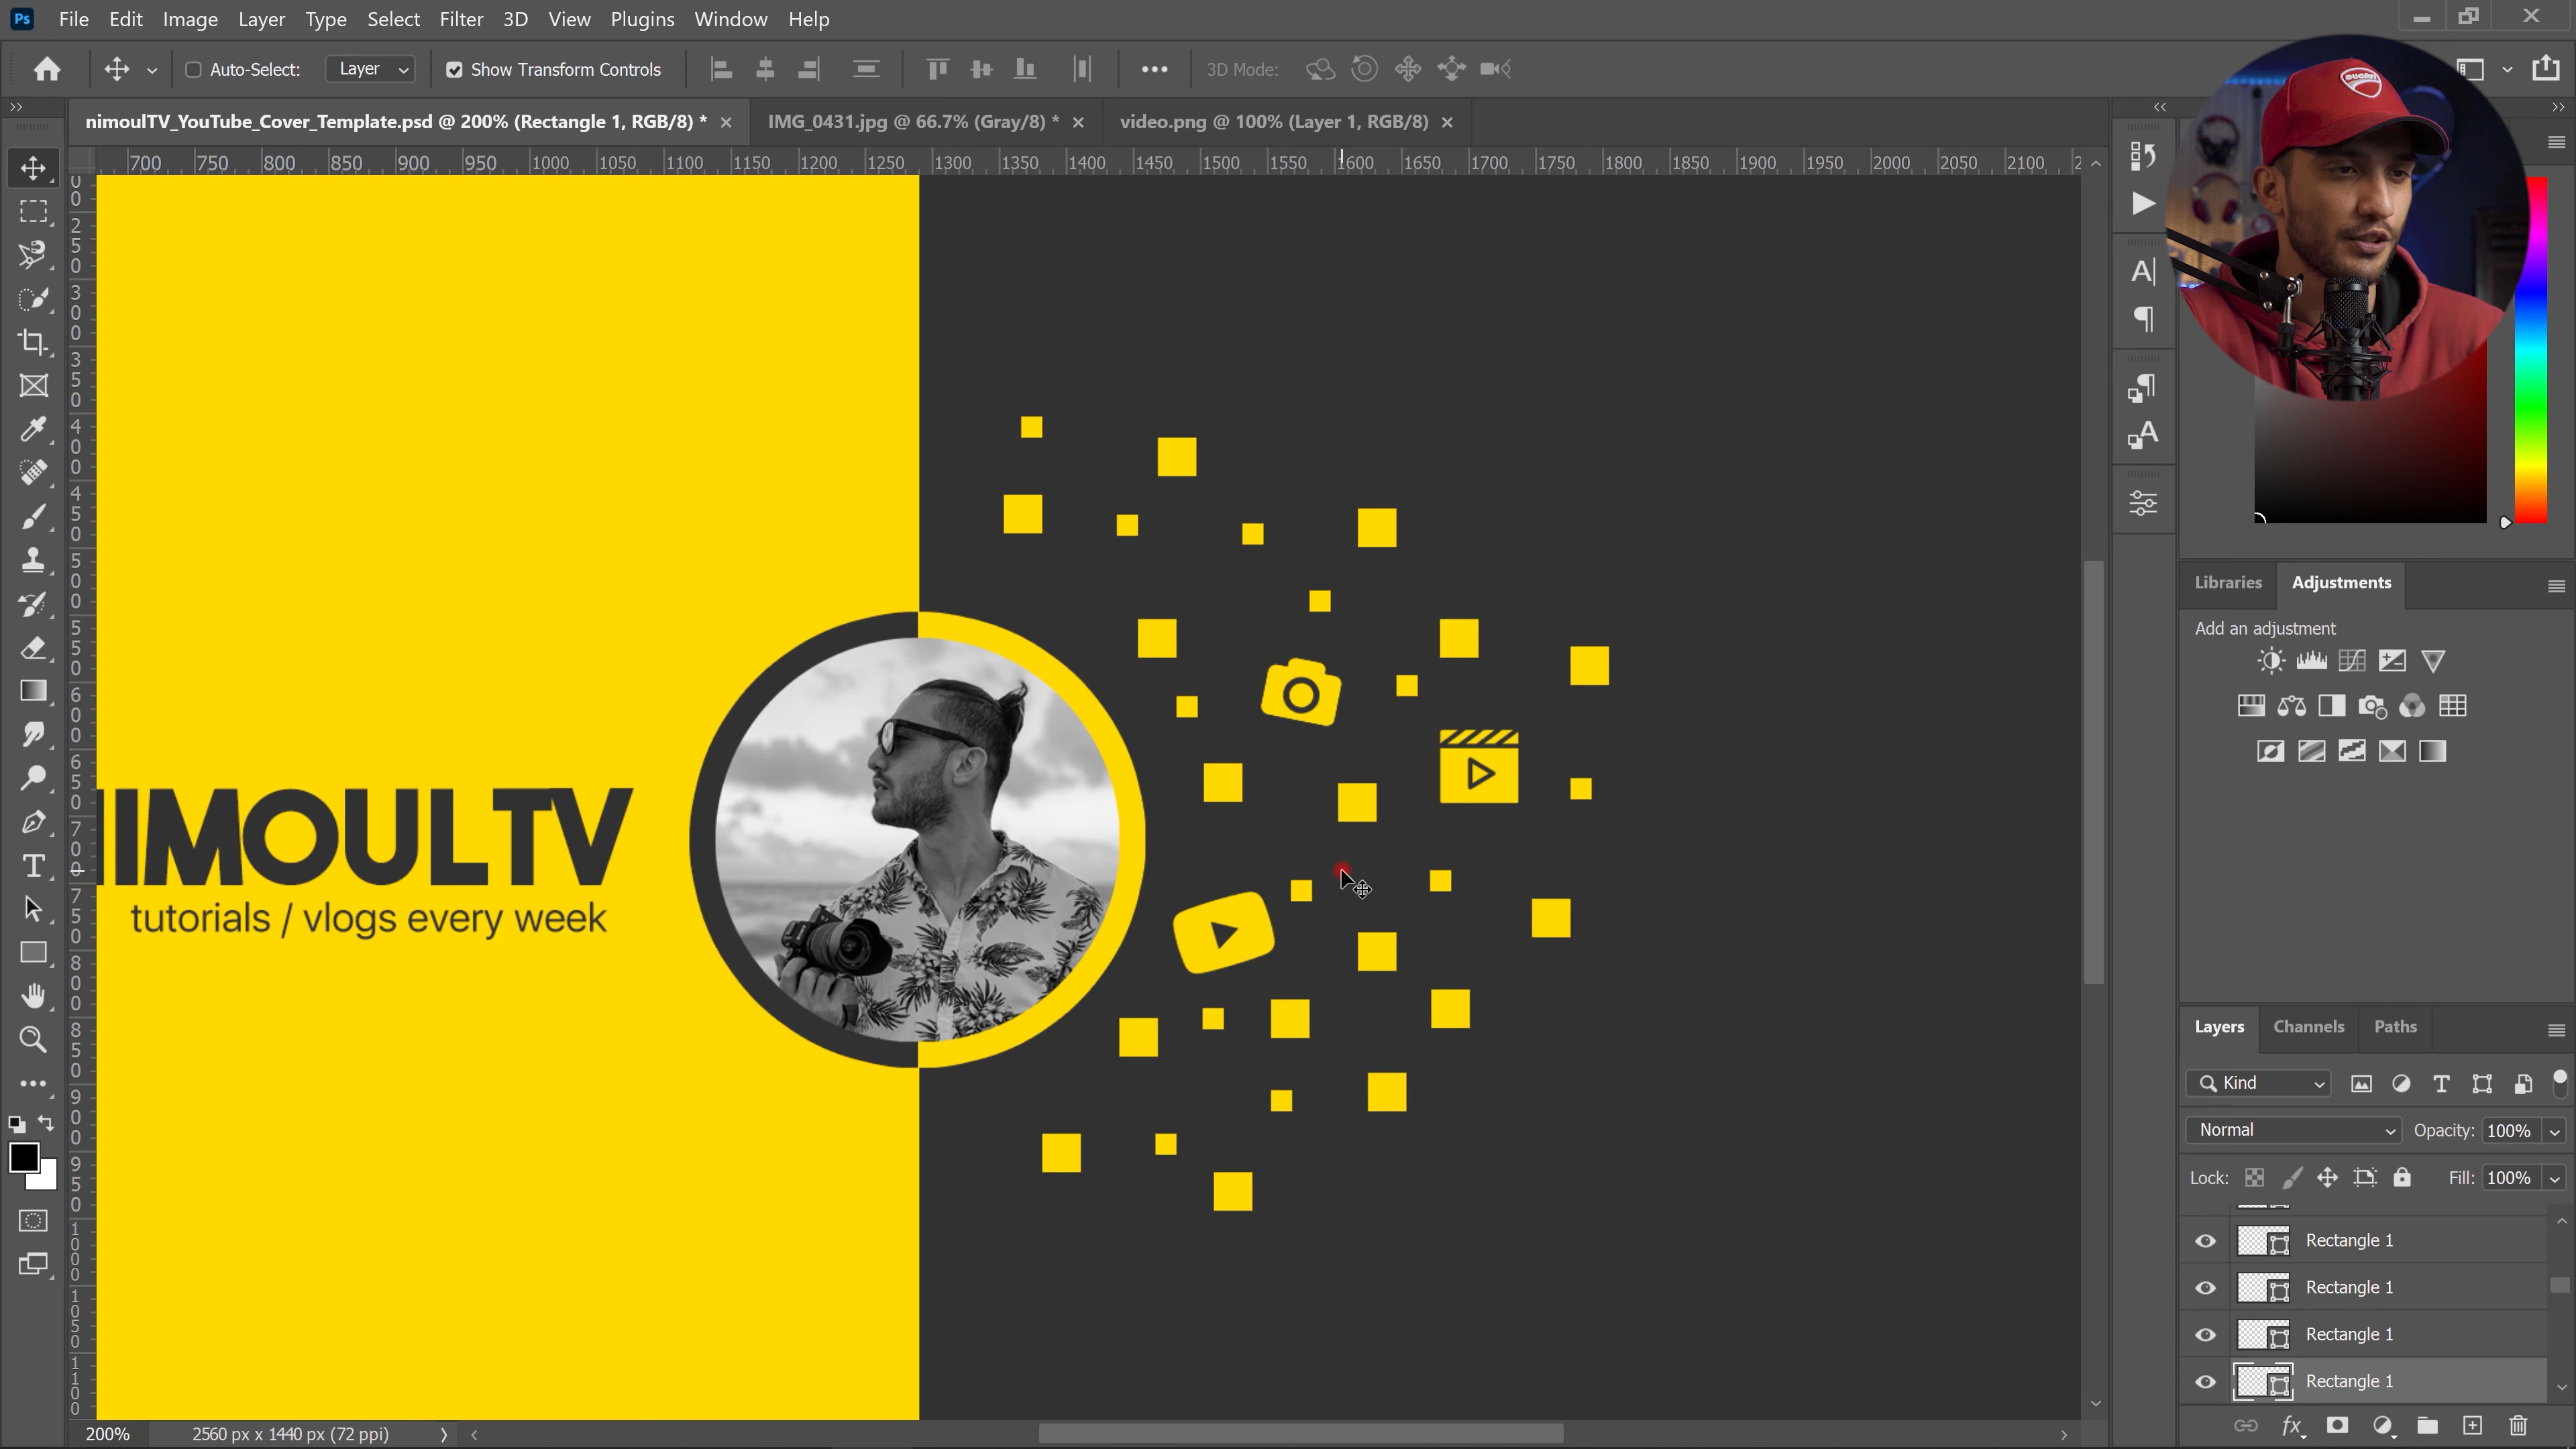 Ps File Edit Image Layer Type Select Filter 3D View Plugins Window Help
Auto-Select: Layer Show Transform Controls 3D Mode:
nimoulTV_YouTube_Cover_Template.psd @ 200% (Rectangle 1, RGB/8) * IMG_0431.jpg @ 66.7% (Gray/8) * video.png @ 100% (Layer 1, RGB/8)
700 750 800 850 900 950 1000 1050 1100 1150 1200 1250 1300 1350 1400 1450 1500 1550 1600 1650 1700 1750 1800 1850 1900 1950 2000 2050 2100
DUCATI
IMOULTV
tutorials / vlogs every week
Libraries Adjustments
Add an adjustment
Layers Channels Paths
Kind
Normal Opacity: 100%
Lock: Fill: 100%
Rectangle 1
Rectangle 1
Rectangle 1
Rectangle 1
200% 2560 px x 1440 px (72 ppi)